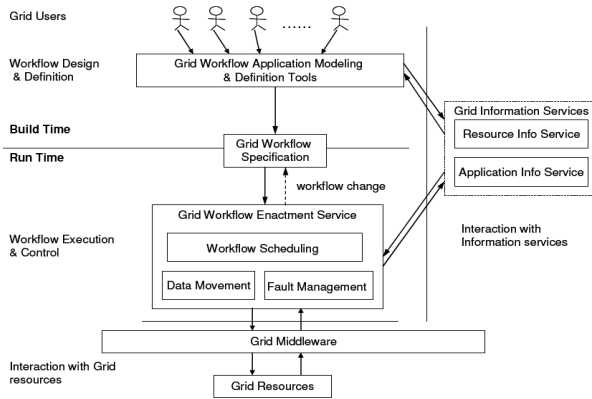 Grid Users
......
Workflow Design
& Definition
Grid Workflow Application Modeling
& Definition Tools
Grid Information Services
Resource Info Service
Application Info Service
Build Time
Run Time
Grid Workflow
Specification
workflow change
Grid Workflow Enactment Service
Workflow Scheduling
Data Movement
Fault Management
Workflow Execution
& Control
Interaction with
Information services
Grid Middleware
Interaction with Grid
resources
Grid Resources